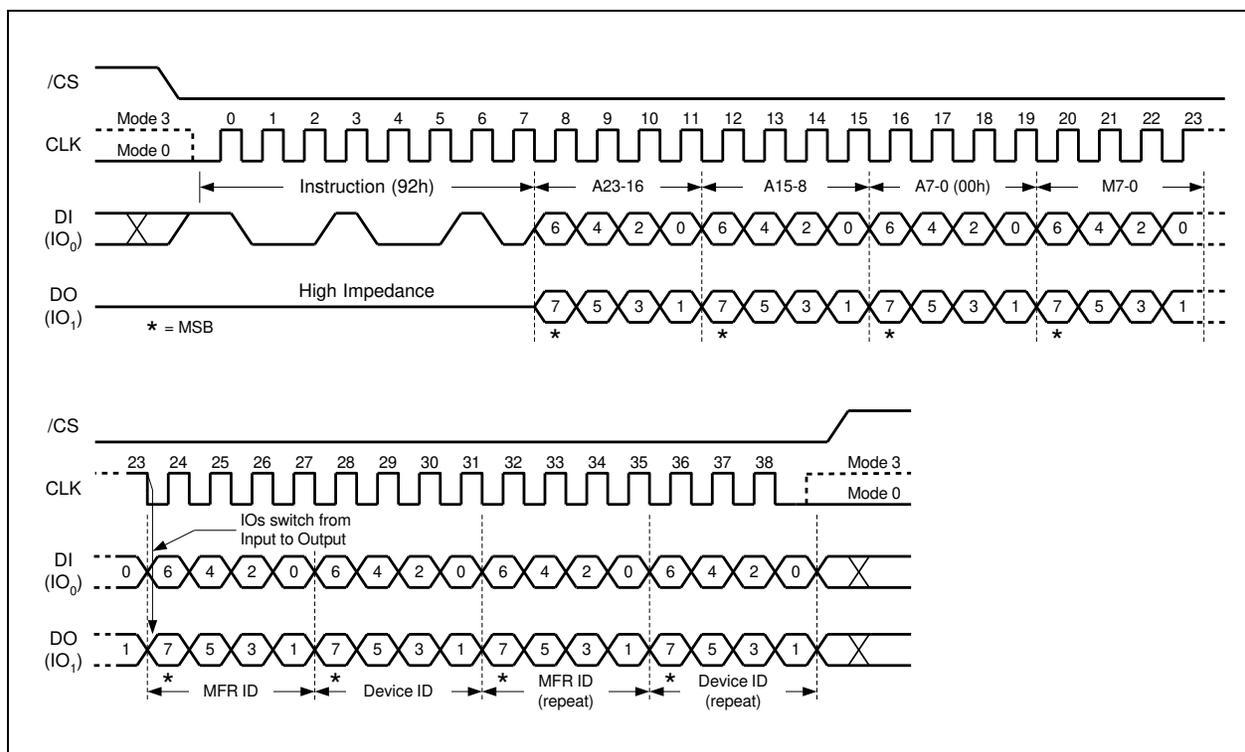 /CS
Mode 3
0 1 2 3 4 5 6 7 8 9 10 11 12 13 14 15 16 17 18 19 20 21 22 23
CLK
Mode 0
Instruction (92h) A23-16 A15-8 A7-0 (00h) M7-0
DI
(IO0)
6 4 2 0 6 4 2 0 6 4 2 0 6 4 2 0
High Impedance
DO
(IO1)
7 5 3 1 7 5 3 1 7 5 3 1 7 5 3 1
* = MSB
* * * *
/CS
23 24 25 26 27 28 29 30 31 32 33 34 35 36 37 38
Mode 3
CLK
Mode 0
IOs switch from
Input to Output
DI
(IO0)
0 6 4 2 0 6 4 2 0 6 4 2 0 6 4 2 0
DO
(IO1)
1 7 5 3 1 7 5 3 1 7 5 3 1 7 5 3 1
* * * *
MFR ID Device ID MFR ID
(repeat)
Device ID
(repeat)